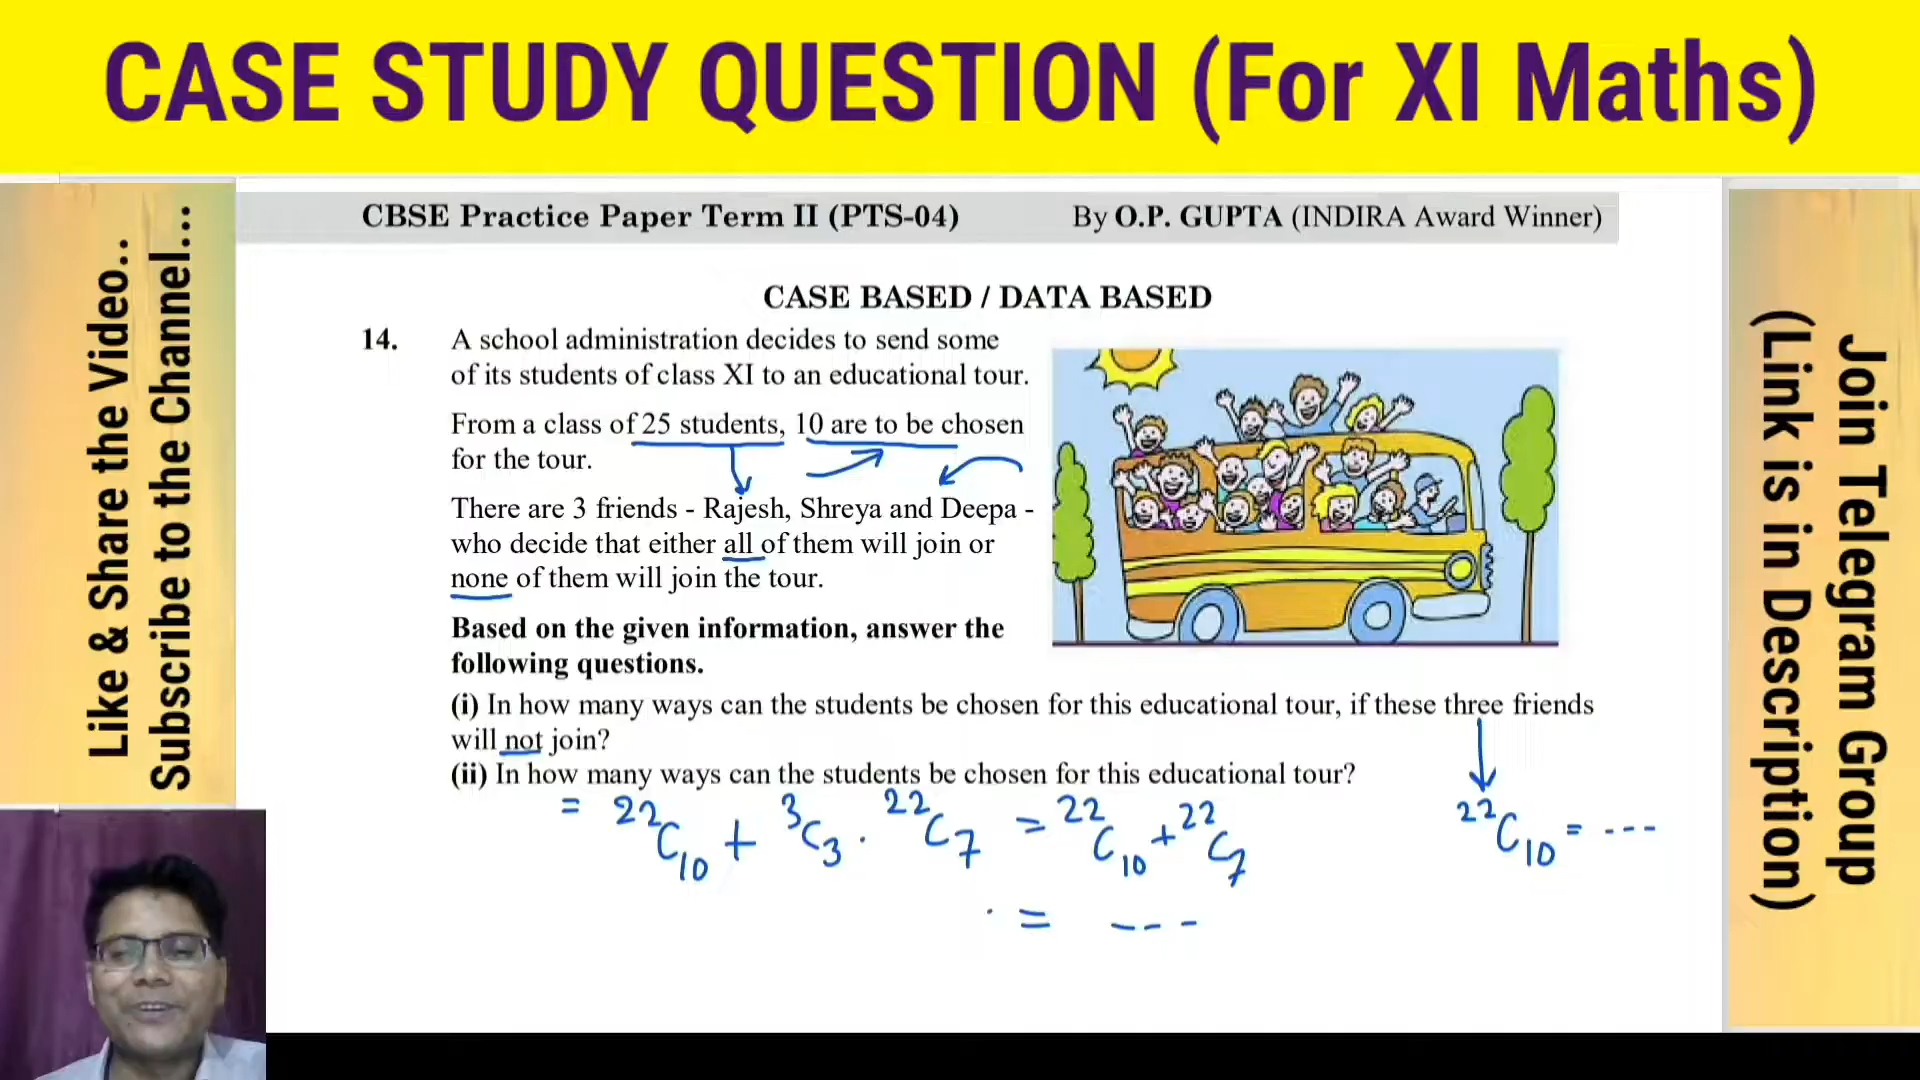 CASE STUDY QUESTION (For XI Maths)
Like & Share the Video..
Subscribe to the Channel...
CBSE Practice Paper Term II (PTS-04) By O.P. GUPTA (INDIRA Award Winner)
CASE BASED / DATA BASED
14. A school administration decides to send some
of its students of class XI to an educational tour.
From a class of 25 students, 10 are to be chosen
for the tour.
There are 3 friends - Rajesh, Shreya and Deepa -
who decide that either all of them will join or
none of them will join the tour.
Based on the given information, answer the
following questions.
(i) In how many ways can the students be chosen for this educational tour, if these three friends
will not join?
(ii) In how many ways can the students be chosen for this educational tour?
²²C₁₀ = ---
= ²²C₁₀ + ³C₃ . ²²C₇ = ²²C₁₀ + ²²C₇
= ---
Join Telegram Group
(Link is in Description)